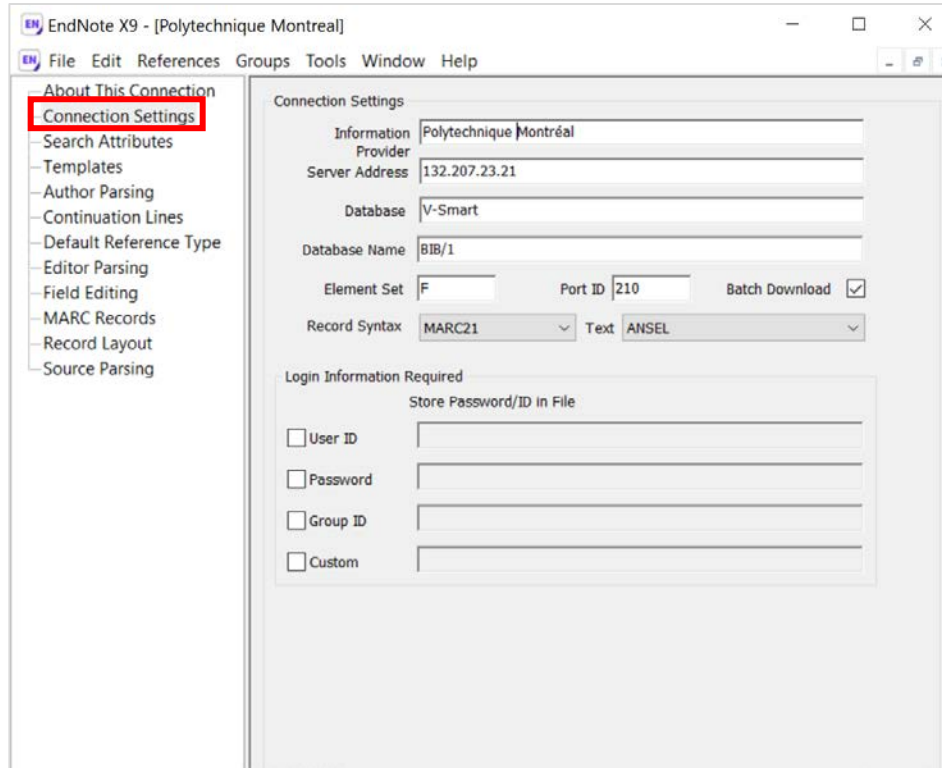 EndNote X9 - [Polytechnique Montreal]
File Edit References Groups Tools Window Help
About This Connection
Connection Settings
Search Attributes
Templates
Author Parsing
Continuation Lines
Default Reference Type
Editor Parsing
Field Editing
MARC Records
Record Layout
Source Parsing
Connection Settings
Information Provider Polytechnique Montréal
Server Address 132.207.23.21
Database V-Smart
Database Name BIB/1
Element Set F Port ID 210 Batch Download
Record Syntax MARC21 Text ANSEL
Login Information Required
Store Password/ID in File
User ID
Password
Group ID
Custom